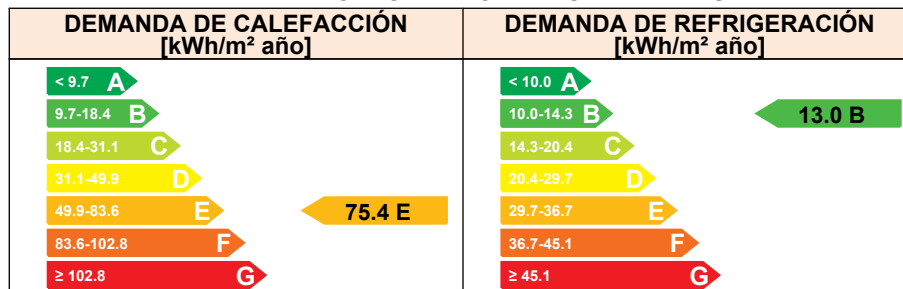 DEMANDA DE CALEFACCIÓN
[kWh/m² año]
< 9.7 A
9.7-18.4 B
18.4-31.1 C
31.1-49.9 D
49.9-83.6 E
75.4 E
83.6-102.8 F
≥ 102.8 G
DEMANDA DE REFRIGERACIÓN
[kWh/m² año]
< 10.0 A
10.0-14.3 B
13.0 B
14.3-20.4 C
20.4-29.7 D
29.7-36.7 E
36.7-45.1 F
≥ 45.1 G